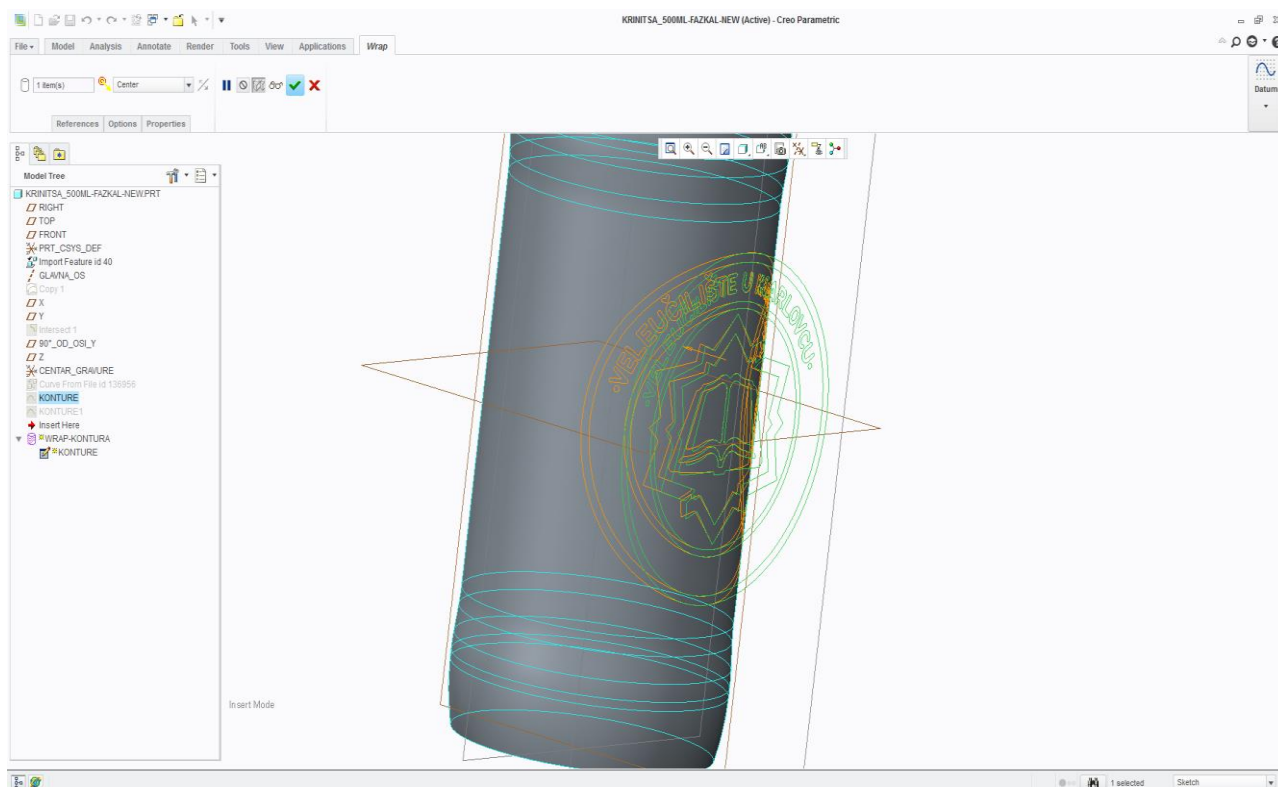 KRINITSA_500ML-FAZKAL-NEW (Active) - Creo Parametric
File Model Analysis Annotate Render Tools View Applications Wrap
1 Item(s) Center
Datum
References Options Properties
Model Tree
KRINITSA_500ML-FAZKAL-NEW.PRT
RIGHT
TOP
FRONT
PRT_CSYS_DEF
Import Feature id 40
GLAVNA_OS
Copy 1
X
Y
Intersect 1
90°_OD_OSI_Y
Z
CENTAR_GRAVURE
Curve From File id 136956
KONTURE
KONTURE1
Insert Here
WRAP-KONTURA
KONTURE
·VELEUČILIŠTE U KARLOVCU·
Insert Mode
1 selected Sketch